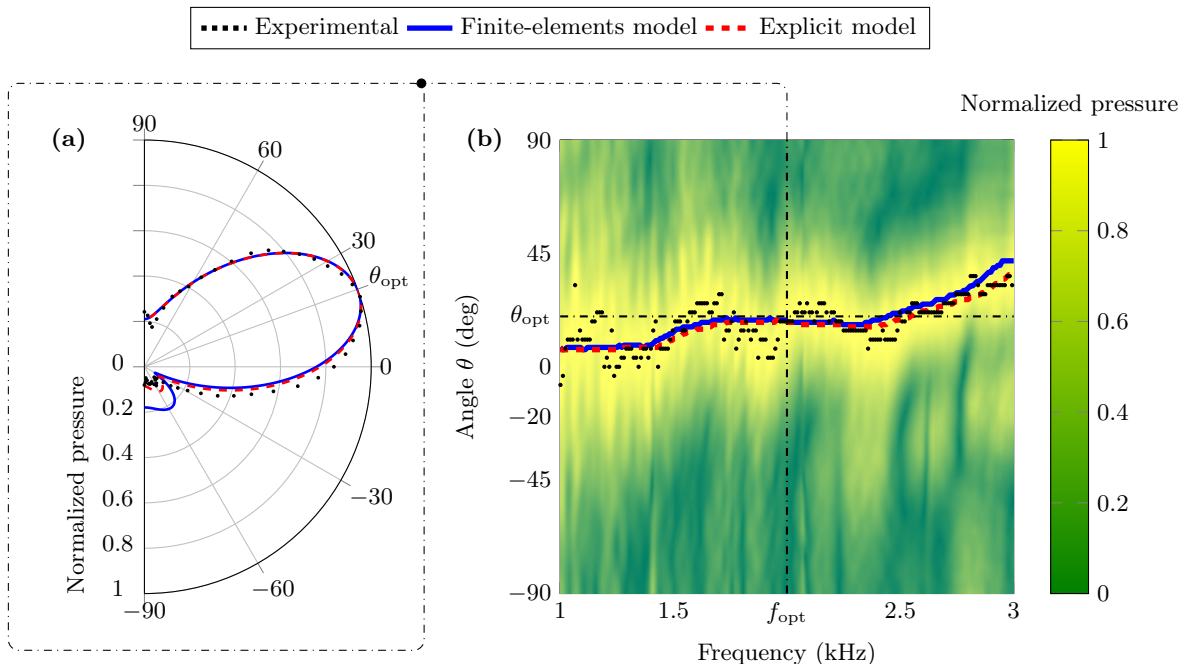 Experimental Finite-elements model Explicit model
(a)
90
60
30
θopt
0
−30
−60
−90
0
0.2
0.4
0.6
0.8
1
Normalized pressure
(b)
90
45
θopt
0
−20
−45
−90
Angle θ (deg)
1 1.5 fopt 2.5 3
Frequency (kHz)
Normalized pressure
1
0.8
0.6
0.4
0.2
0